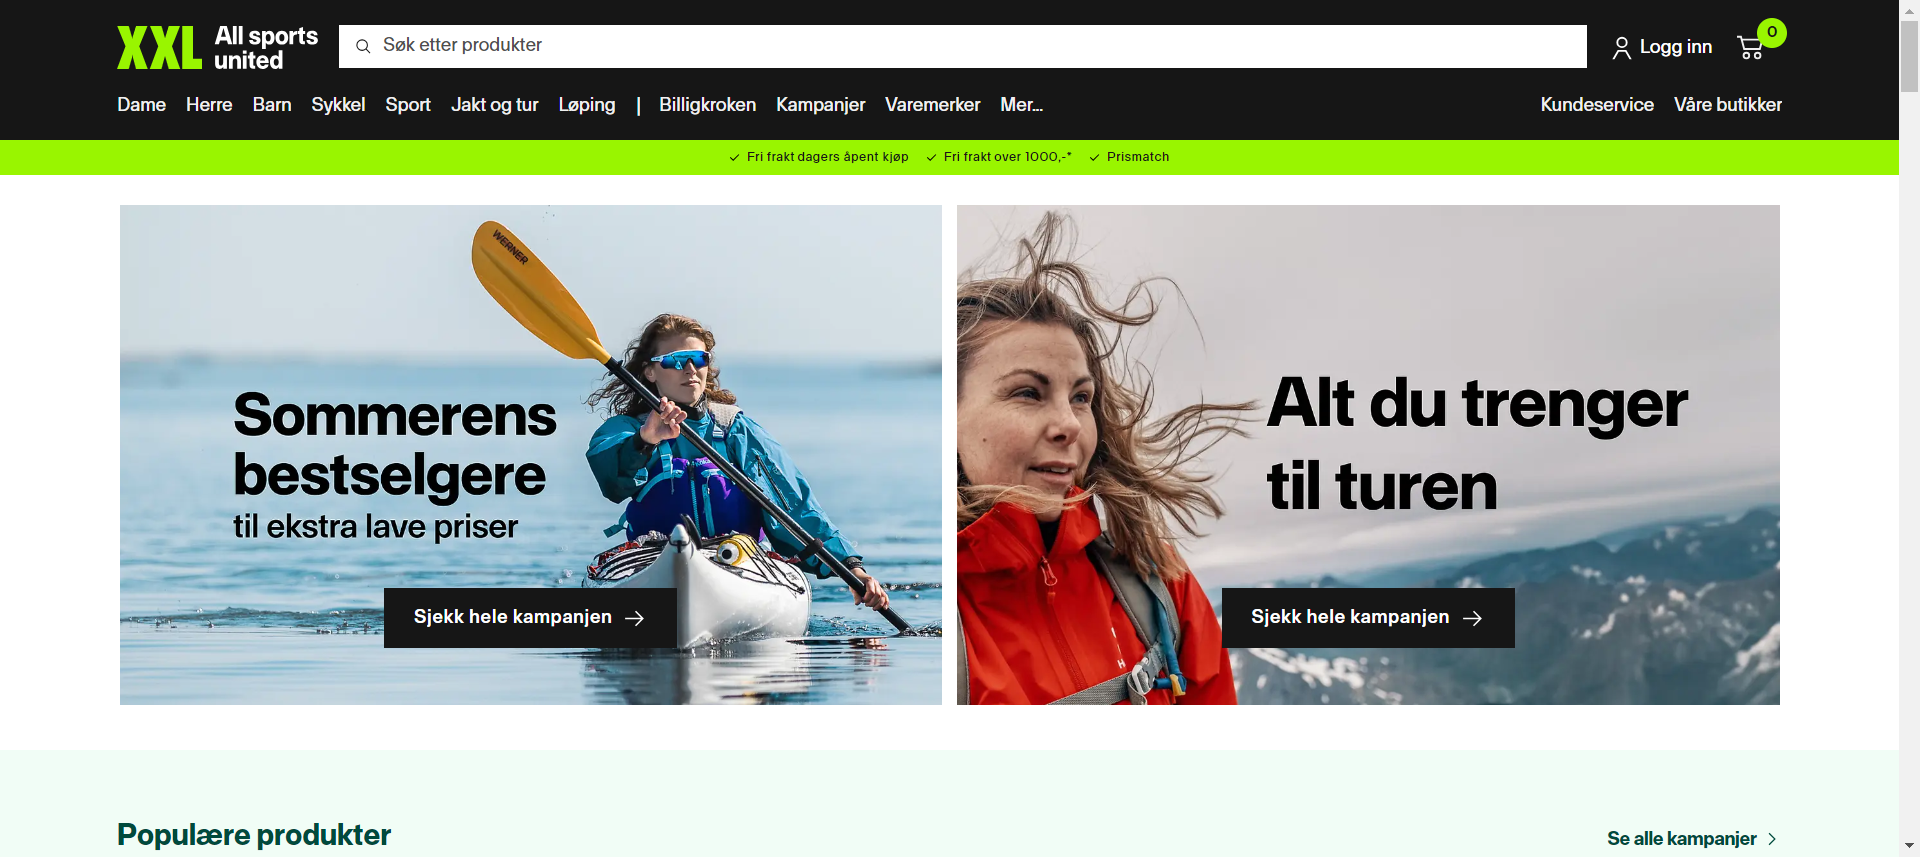 XXL All sports united
Søk etter produkter
Logg inn
0
Dame Herre Barn Sykkel Sport Jakt og tur Løping | Billigkroken Kampanjer Varemerker Mer...
Kundeservice Våre butikker
Fri frakt dagers åpent kjøp Fri frakt over 1000,-* Prismatch
WERNER
Sommerens
bestselgere
til ekstra lave priser
Sjekk hele kampanjen
Alt du trenger
til turen
Sjekk hele kampanjen
Populære produkter
Se alle kampanjer